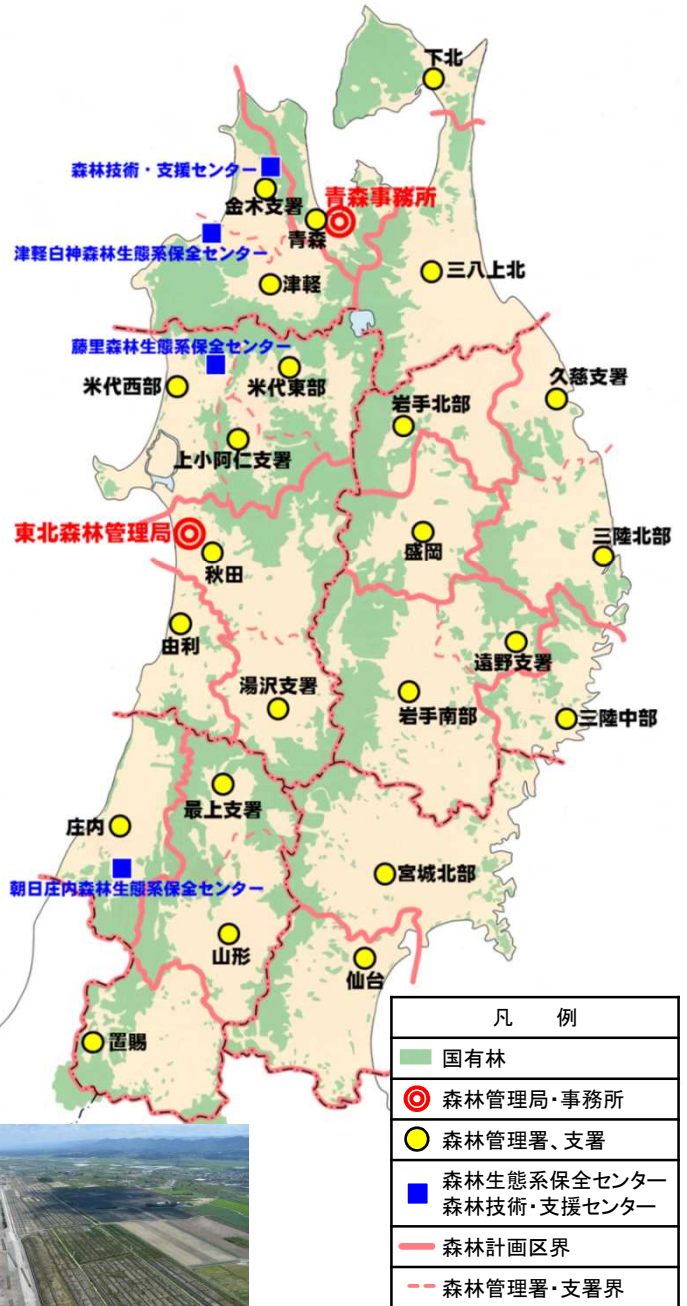 下北
森林技術・支援センター
金木支署
青森事務所
青森
津軽白神森林生態系保全センター
津軽
三八上北
藤里森林生態系保全センター
米代西部
米代東部
久慈支署
岩手北部
上小阿仁支署
東北森林管理局
秋田
盛岡
三陸北部
由利
遠野支署
湯沢支署
岩手南部
三陸中部
最上支署
庄内
宮城北部
朝日庄内森林生態系保全センター
山形
仙台
置賜
凡 例
国有林
森林管理局・事務所
森林管理署、支署
森林生態系保全センター
森林技術・支援センター
森林計画区界
森林管理署・支署界